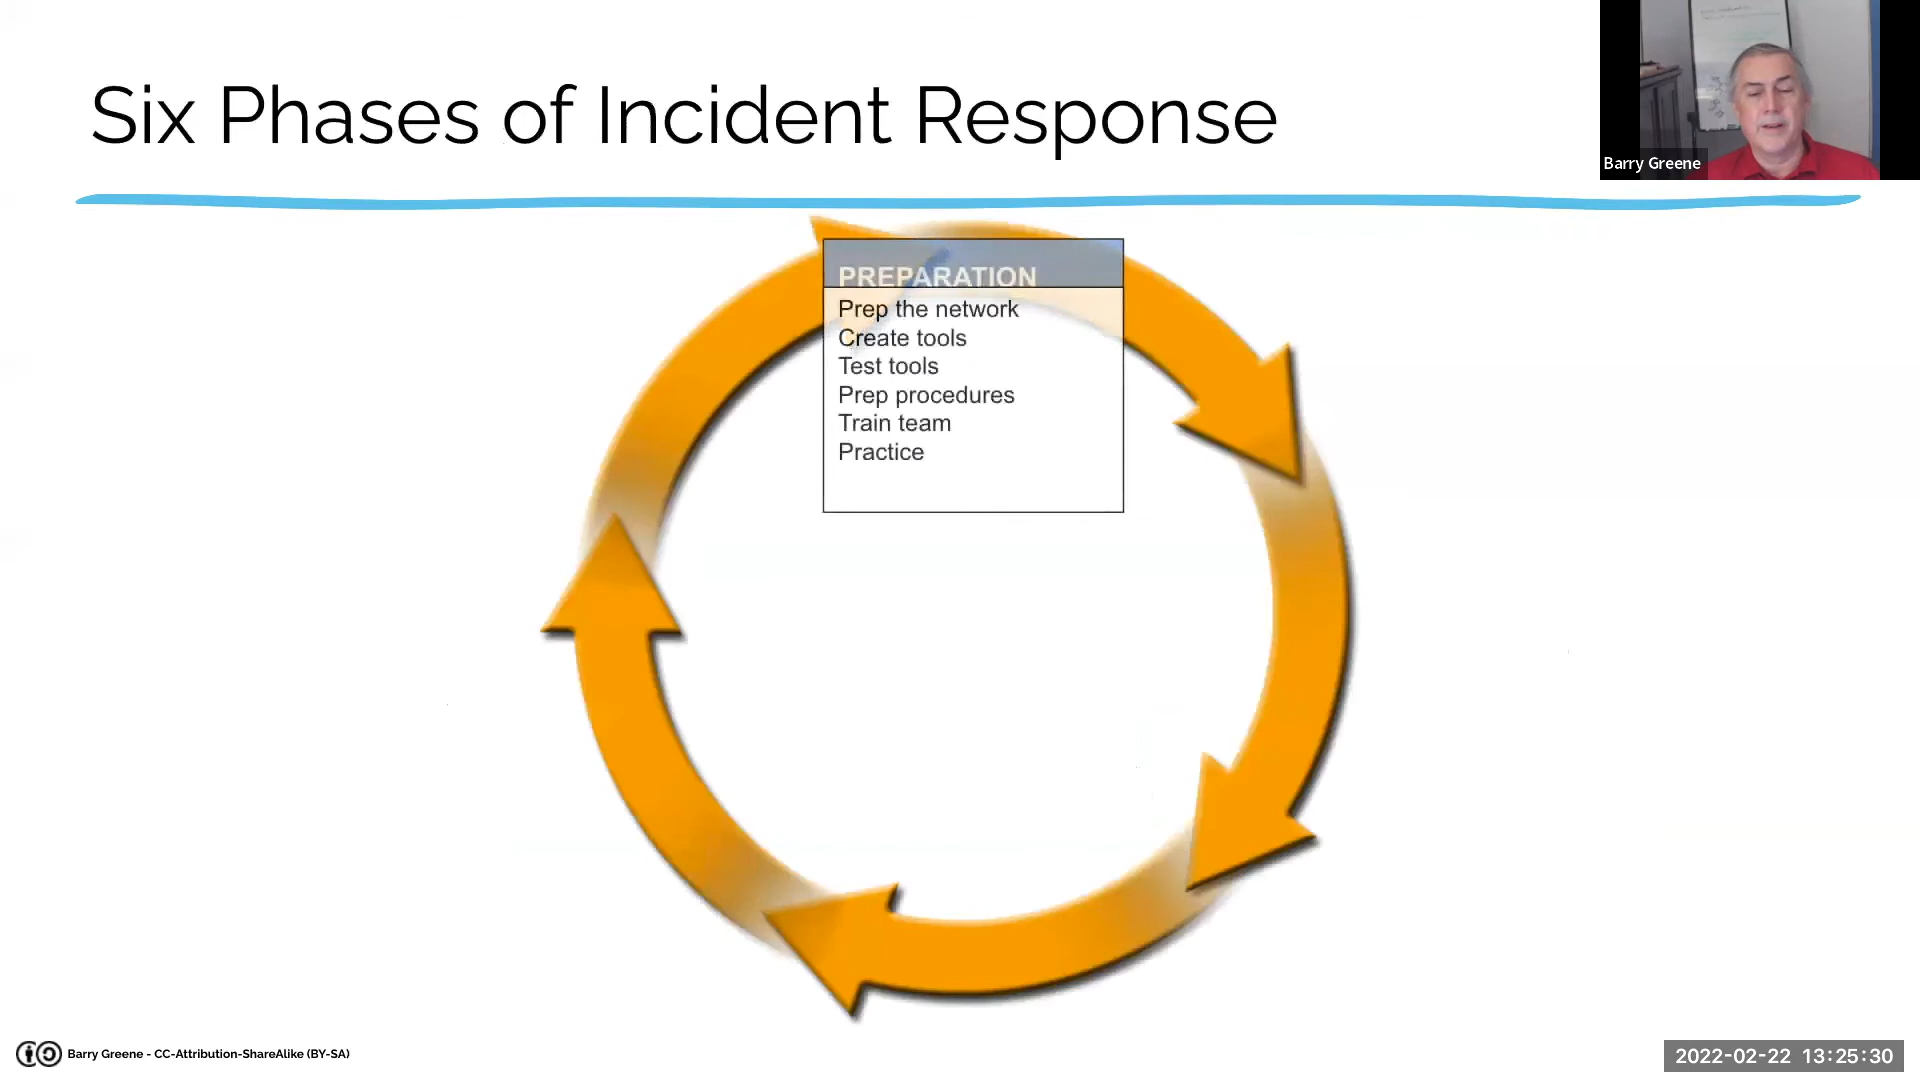 Six Phases of Incident Response
Barry Greene
PREPARATION
Prep the network
Create tools
Test tools
Prep procedures
Train team
Practice
Barry Greene - CC-Attribution-ShareAlike (BY-SA)
2022-02-22 13:25:30